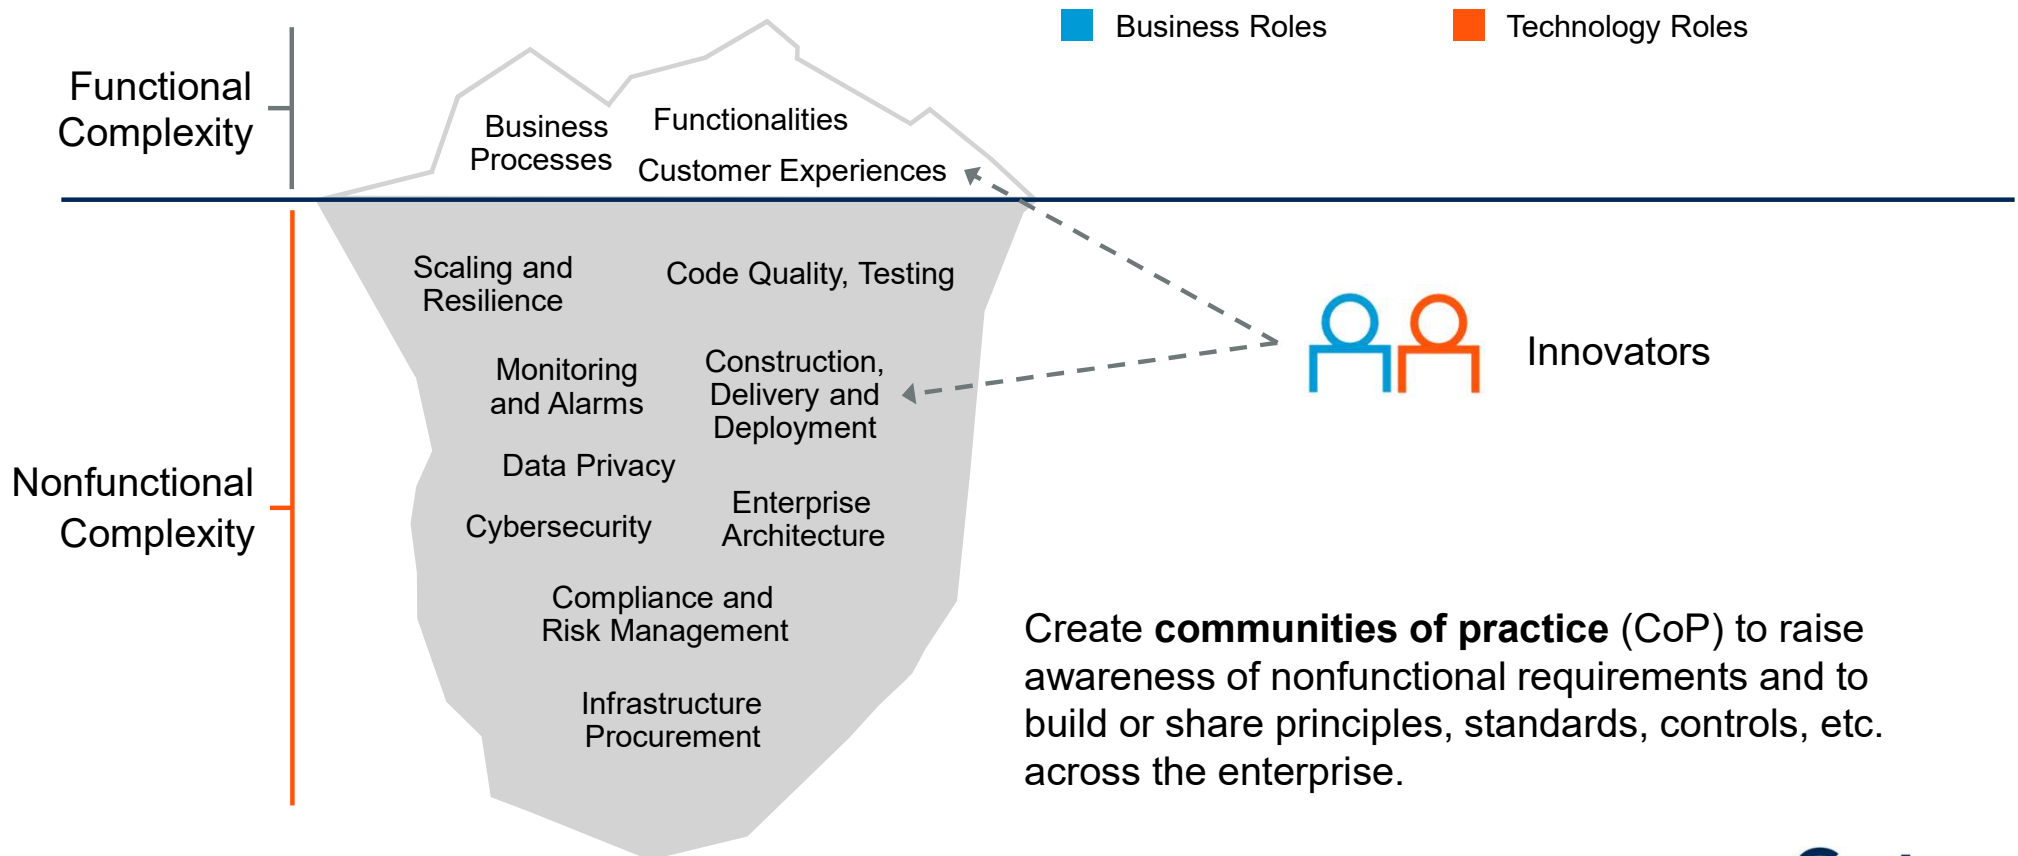 Business Roles
Technology Roles
Functional
Complexity
Business
Processes
Functionalities
Customer Experiences
Scaling and
Resilience
Code Quality, Testing
Monitoring
and Alarms
Construction,
Delivery and
Deployment
Innovators
Nonfunctional
Complexity
Data Privacy
Cybersecurity
Enterprise
Architecture
Compliance and
Risk Management
Infrastructure
Procurement
Create communities of practice (CoP) to raise
awareness of nonfunctional requirements and to
build or share principles, standards, controls, etc.
across the enterprise.